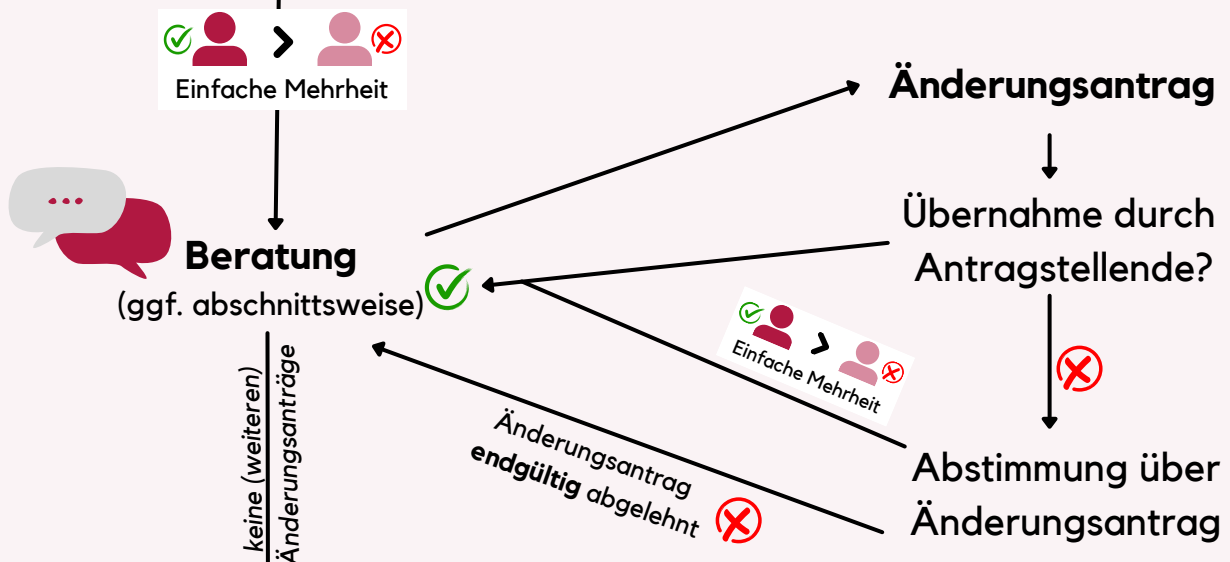 Einfache Mehrheit
Änderungsantrag
Übernahme durch
Antragstellende?
Beratung
(ggf. abschnittsweise)
Einfache Mehrheit
keine (weiteren)
Änderungsanträge
Änderungsantrag
endgültig abgelehnt
Abstimmung über
Änderungsantrag